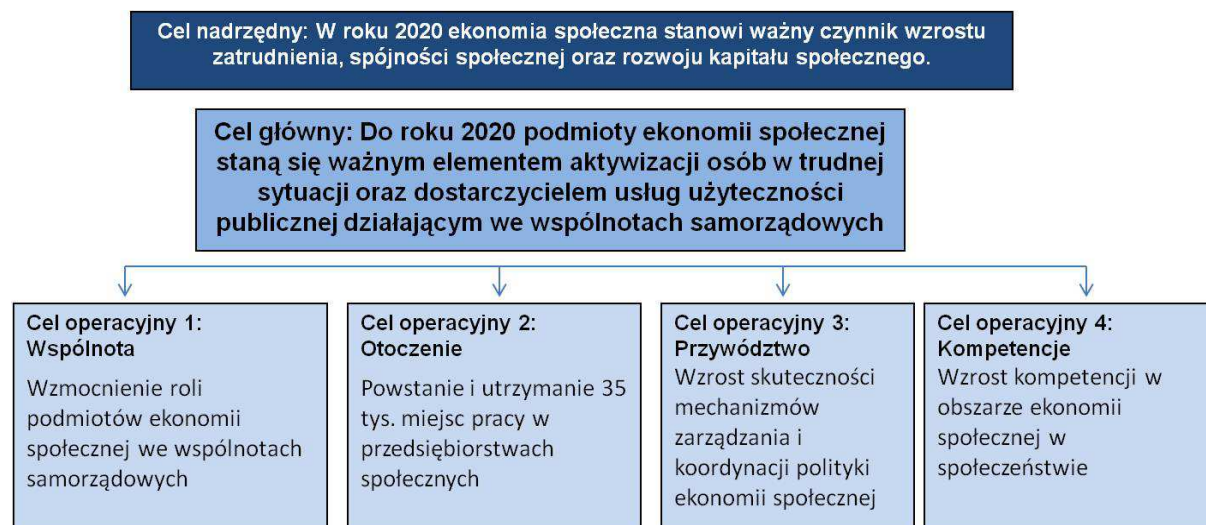 Cel nadrzędny: W roku 2020 ekonomia społeczna stanowi ważny czynnik wzrostu
zatrudnienia, spójności społecznej oraz rozwoju kapitału społecznego.
Cel główny: Do roku 2020 podmioty ekonomii społecznej
staną się ważnym elementem aktywizacji osób w trudnej
sytuacji oraz dostarczycielem usług użyteczności
publicznej działającym we wspólnotach samorządowych
Cel operacyjny 1:
Wspólnota
Wzmocnienie roli
podmiotów ekonomii
społecznej we wspólnotach
samorządowych
Cel operacyjny 2:
Otoczenie
Powstanie i utrzymanie 35
tys. miejsc pracy w
przedsiębiorstwach
społecznych
Cel operacyjny 3:
Przywództwo
Wzrost skuteczności
mechanizmów
zarządzania i
koordynacji polityki
ekonomii społecznej
Cel operacyjny 4:
Kompetencje
Wzrost kompetencji w
obszarze ekonomii
społecznej w
społeczeństwie